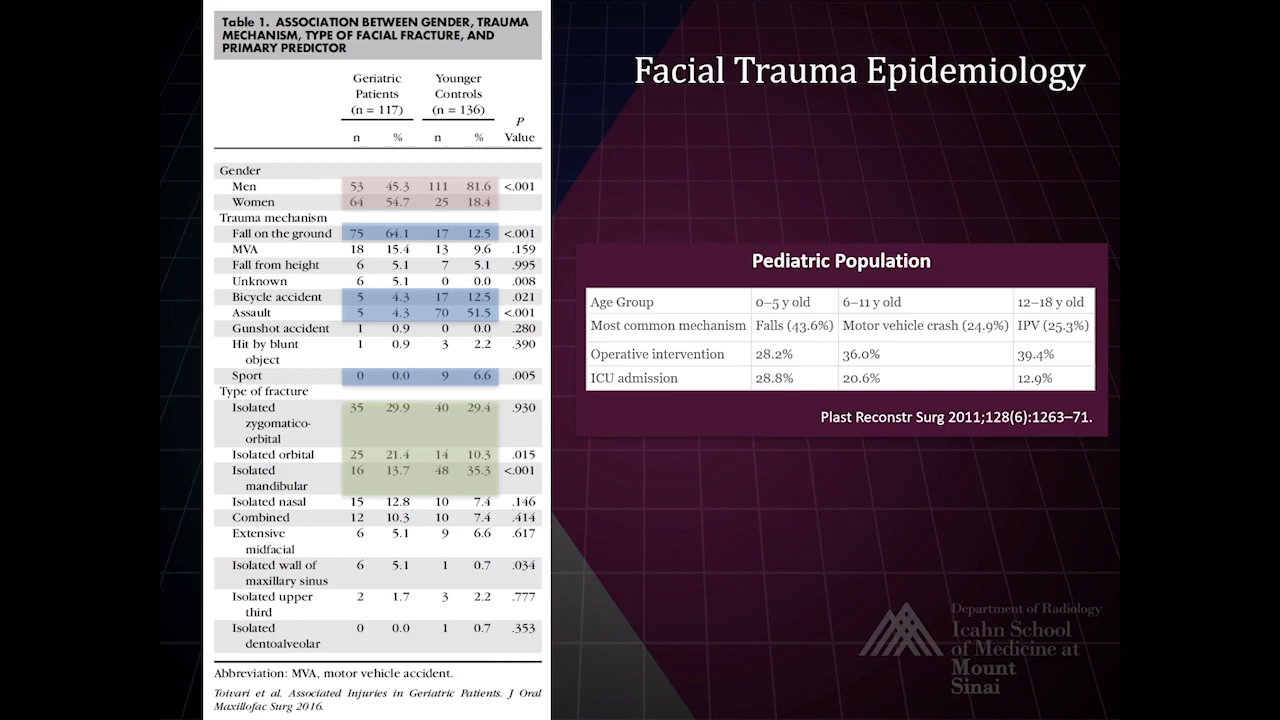 Table 1. ASSOCIATION BETWEEN GENDER, TRAUMA
MECHANISM, TYPE OF FACIAL FRACTURE, AND
PRIMARY PREDICTOR
Geriatric Patients (n = 117) Younger Controls (n = 136)
n % n % P Value
Gender
Men 53 45.3 111 81.6 <.001
Women 64 54.7 25 18.4
Trauma mechanism
Fall on the ground 75 64.1 17 12.5 <.001
MVA 18 15.4 13 9.6 .159
Fall from height 6 5.1 7 5.1 .995
Unknown 6 5.1 0 0.0 .008
Bicycle accident 5 4.3 17 12.5 .021
Assault 5 4.3 70 51.5 <.001
Gunshot accident 1 0.9 0 0.0 .280
Hit by blunt 1 0.9 3 2.2 .390
object
Sport 0 0.0 9 6.6 .005
Type of fracture
Isolated 35 29.9 40 29.4 .930
zygomatico-
orbital
Isolated orbital 25 21.4 14 10.3 .015
Isolated 16 13.7 48 35.3 <.001
mandibular
Isolated nasal 15 12.8 10 7.4 .146
Combined 12 10.3 10 7.4 .414
Extensive 6 5.1 9 6.6 .617
midfacial
Isolated wall of 6 5.1 1 0.7 .034
maxillary sinus
Isolated upper 2 1.7 3 2.2 .777
third
Isolated 0 0.0 1 0.7 .353
dentoalveolar
Abbreviation: MVA, motor vehicle accident.
Toivari et al. Associated Injuries in Geriatric Patients. J Oral
Maxillofac Surg 2016.
Facial Trauma Epidemiology
Pediatric Population
Age Group 0–5 y old 6–11 y old 12–18 y old
Most common mechanism Falls (43.6%) Motor vehicle crash (24.9%) IPV (25.3%)
Operative intervention 28.2% 36.0% 39.4%
ICU admission 28.8% 20.6% 12.9%
Plast Reconstr Surg 2011;128(6):1263–71.
Department of Radiology
Icahn School
of Medicine at
Mount
Sinai